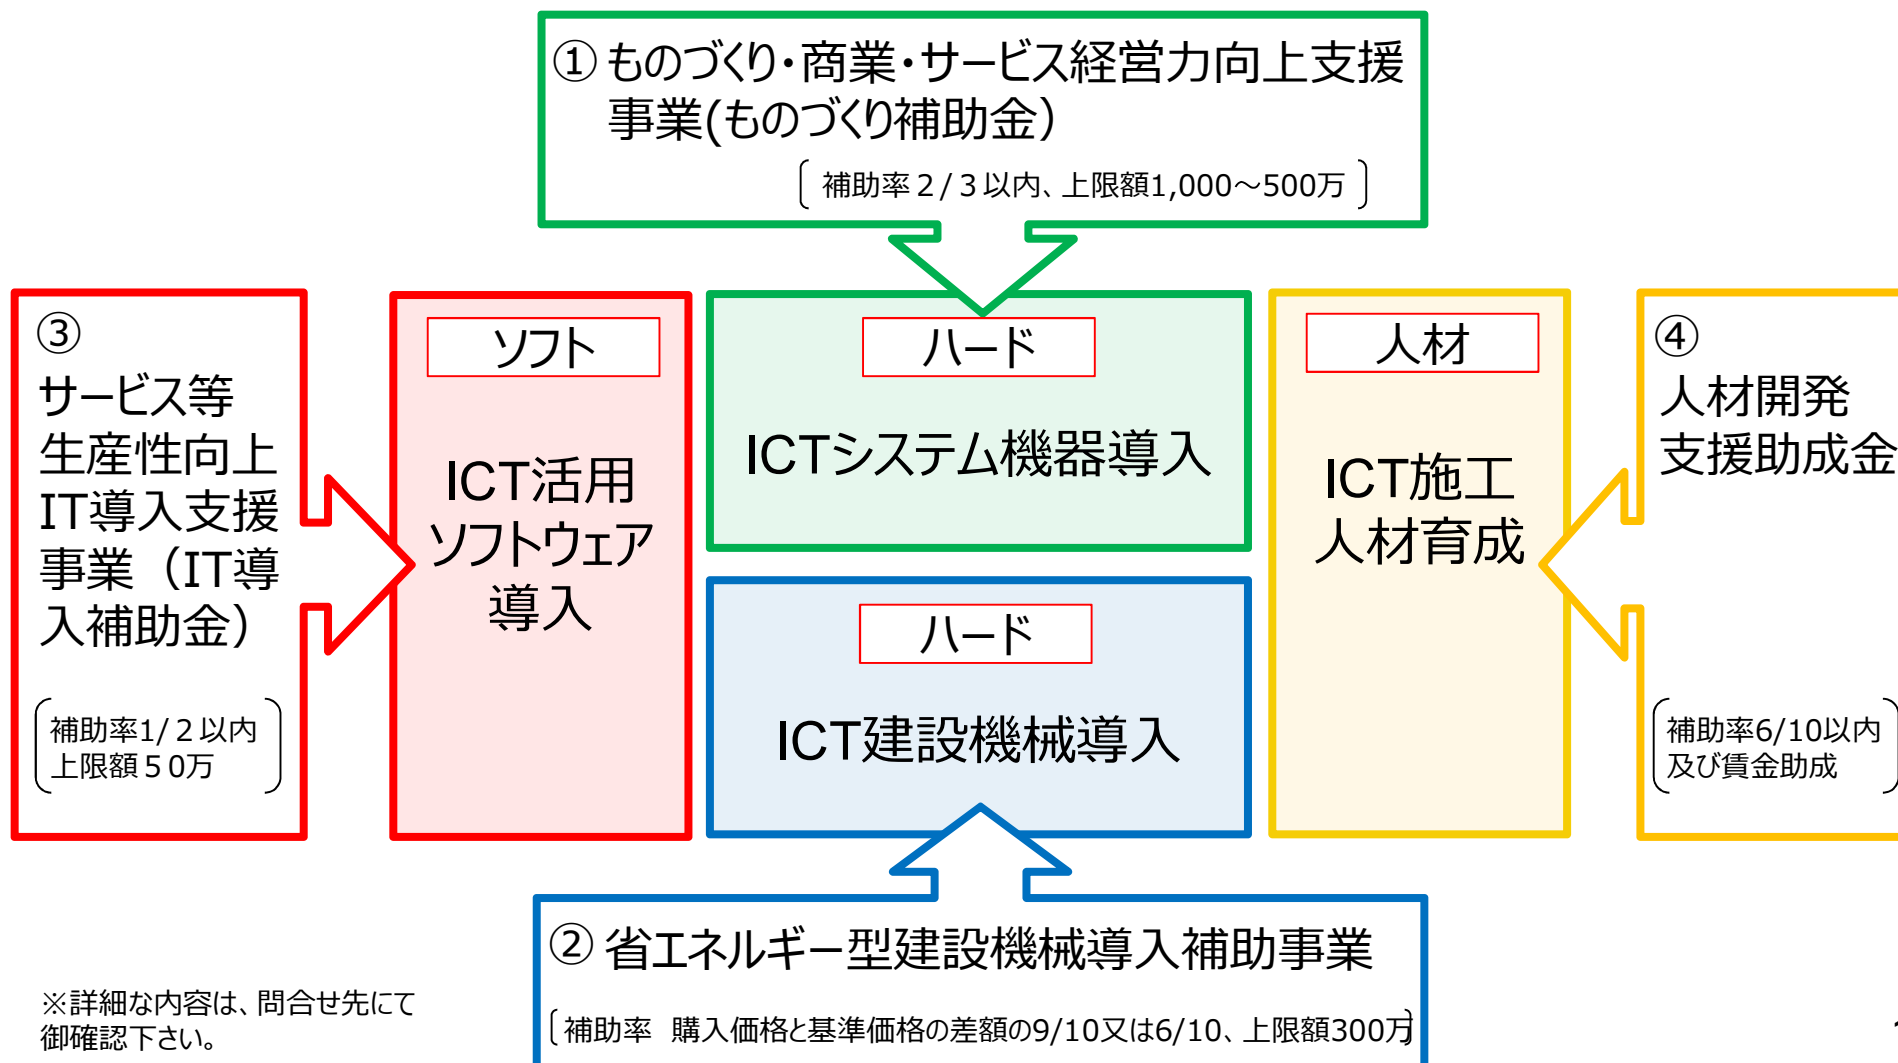 ① ものづくり・商業・サービス経営力向上支援
事業(ものづくり補助金）
補助率２/３以内、上限額1,000～500万
③
サービス等
生産性向上
IT導入支援
事業（IT導
入補助金）
補助率1/２以内
上限額５0万
ソフト
ICT活用
ソフトウェア
導入
ハード
ICTシステム機器導入
ハード
ICT建設機械導入
人材
ICT施工
人材育成
④
人材開発
支援助成金
補助率6/10以内
及び賃金助成
② 省エネルギー型建設機械導入補助事業
補助率　購入価格と基準価格の差額の9/10又は6/10、上限額300万
※詳細な内容は、問合せ先にて
御確認下さい。